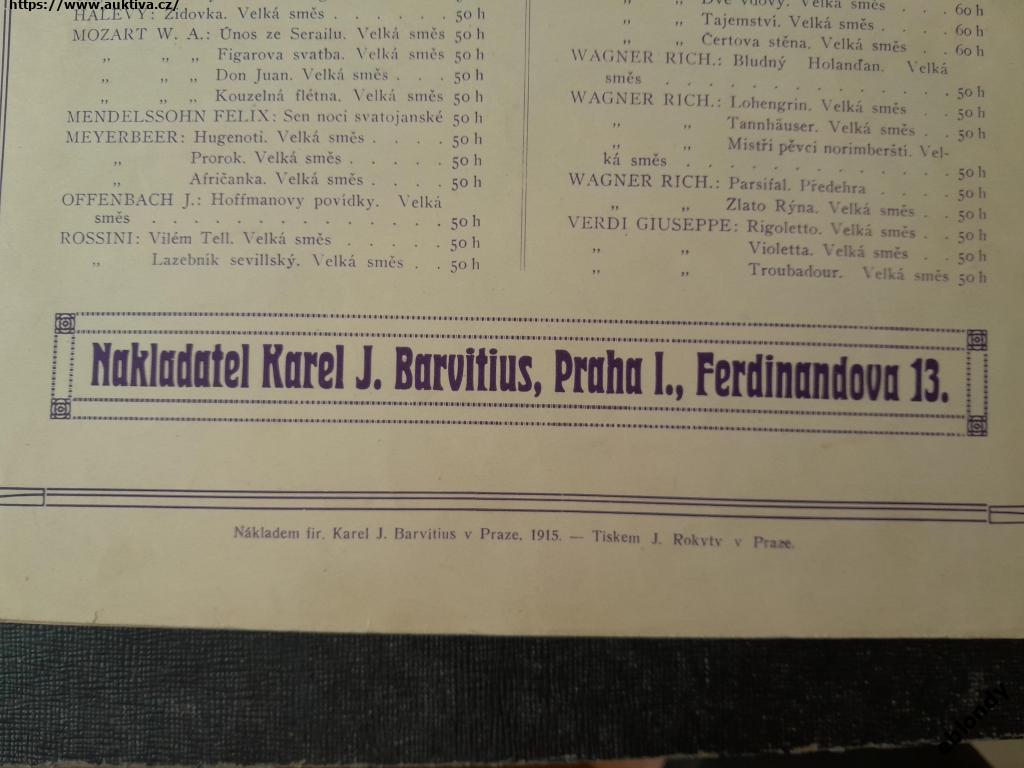 https://www.auktiva.cz/
HALÉVY: Židovka. Velká směs . . . . . 50 h
MOZART W. A.: Únos ze Serailu. Velká směs 50 h
„ „ „ Figarova svatba. Velká směs 50 h
„ „ „ Don Juan. Velká směs . . . 50 h
„ „ „ Kouzelná flétna. Velká směs 50 h
MENDELSSOHN FELIX: Sen noci svatojanské 50 h
MEYERBEER: Hugenoti. Velká směs . . . . 50 h
„ Prorok. Velká směs . . . . . 50 h
„ Afričanka. Velká směs . . . . 50 h
OFFENBACH J.: Hoffmanovy povídky. Velká
směs . . . . . . . . . . . . . 50 h
ROSSINI: Vilém Tell. Velká směs . . . . . 50 h
„ Lazebník sevillský. Velká směs . . 50 h
„ „ Dvě vdovy. Velká směs . . . 60 h
„ „ Tajemství. Velká směs . . . . 60 h
„ „ Čertova stěna. Velká směs . . 60 h
WAGNER RICH.: Bludný Holanďan. Velká
směs . . . . . . . . . . . . . 50 h
WAGNER RICH.: Lohengrin. Velká směs . . 50 h
„ „ Tannhäuser. Velká směs . . 50 h
„ „ Mistři pěvci norimberští. Vel-
ká směs . . . . . . . . . . . . 50 h
WAGNER RICH.: Parsifal. Předehra . . . . 50 h
„ „ Zlato Rýna. Velká směs . . 50 h
VERDI GIUSEPPE: Rigoletto. Velká směs . . 50 h
„ „ Violetta. Velká směs . . 50 h
„ „ Troubadour. Velká směs 50 h
Nakladatel Karel J. Barvitius, Praha I., Ferdinandova 13.
Nákladem fir. Karel J. Barvitius v Praze. 1915. — Tiskem J. Rokyty v Praze.
ablondy